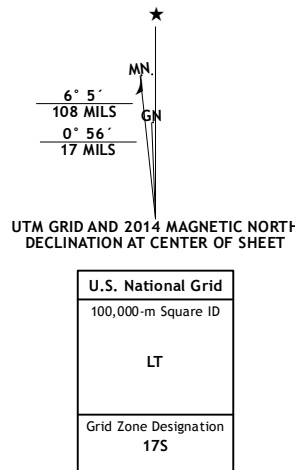 MN.
6° 5´
108 MILS
GN
0° 56´
17 MILS
UTM GRID AND 2014 MAGNETIC NORTH
DECLINATION AT CENTER OF SHEET
U.S. National Grid
100,000-m Square ID
LT
Grid Zone Designation
17S